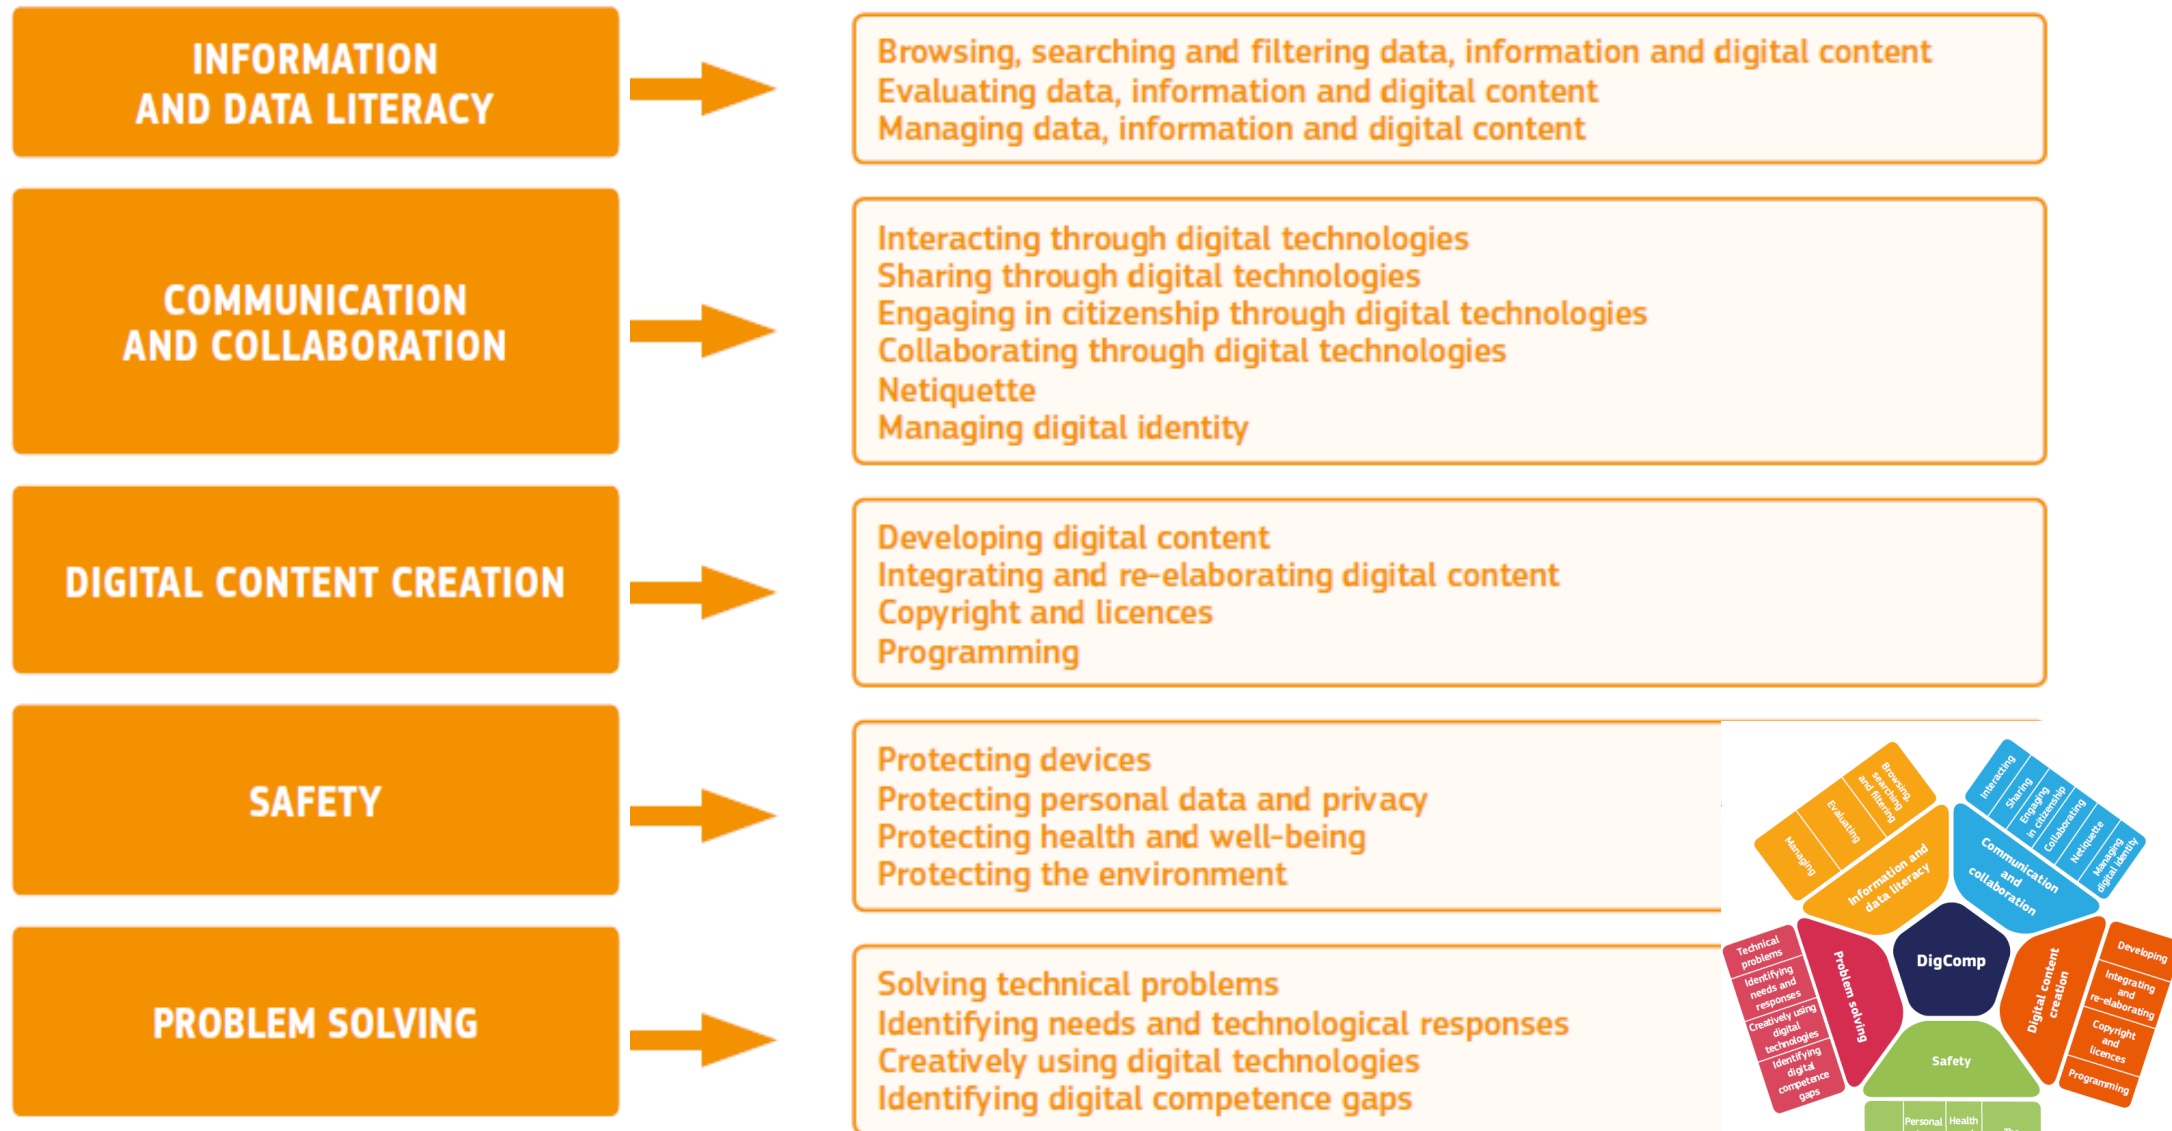 INFORMATION
AND DATA LITERACY
Browsing, searching and filtering data, information and digital content
Evaluating data, information and digital content
Managing data, information and digital content
COMMUNICATION
AND COLLABORATION
Interacting through digital technologies
Sharing through digital technologies
Engaging in citizenship through digital technologies
Collaborating through digital technologies
Netiquette
Managing digital identity
DIGITAL CONTENT CREATION
Developing digital content
Integrating and re-elaborating digital content
Copyright and licences
Programming
SAFETY
Protecting devices
Protecting personal data and privacy
Protecting health and well-being
Protecting the environment
PROBLEM SOLVING
Solving technical problems
Identifying needs and technological responses
Creatively using digital technologies
Identifying digital competence gaps
DigComp
Information and
data literacy
Browsing,
searching
and filtering
Evaluating
Managing
Communication
and
collaboration
Interacting
Sharing
Engaging
in citizenship
Collaborating
Netiquette
Managing
digital identity
Digital content
creation
Developing
Integrating
and
re-elaborating
Copyright
and
licences
Programming
Safety
Personal
Health
Problem solving
Technical
problems
Identifying
needs and
responses
Creatively using
digital
technologies
Identifying
digital
competence
gaps